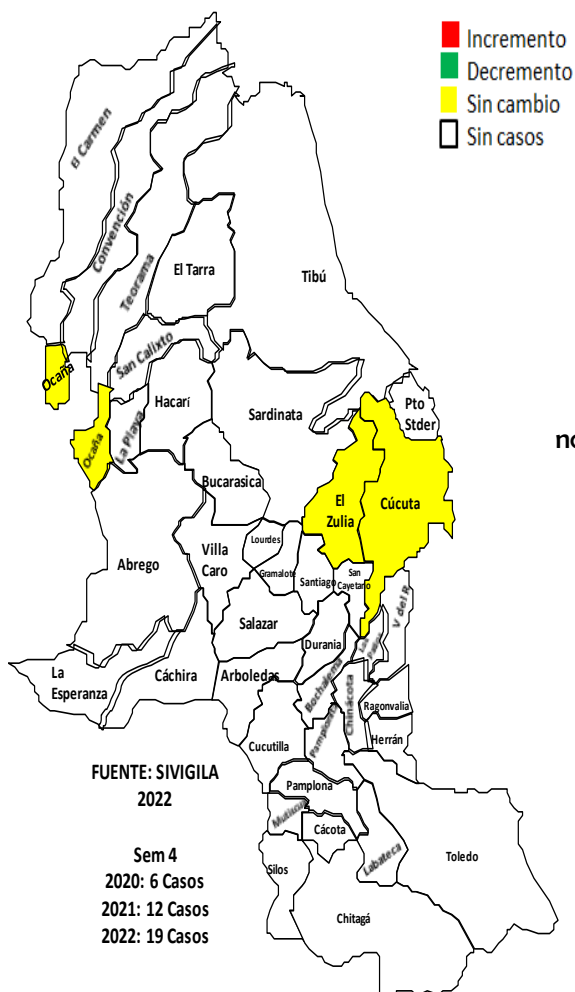 Incremento
Decremento
Sin cambio
Sin casos
El Carmen
Convención
Teorama
El Tarra
Tibú
San Calixto
Ocaña
Ocaña
La Playa
Hacarí
Sardinata
Pto
Stder
no
Bucarasica
El
Zulia
Cúcuta
Abrego
Villa
Caro
Lourdes
Gramalote
Santiago
San
Cayetano
V del R
Salazar
Durania
La
Esperanza
Cáchira
Arboledas
Bochalema
Chinácota
Ragonvalia
Pamplonita
Herrán
Cucutilla
FUENTE: SIVIGILA
2022
Pamplona
Mutiscua
Cácota
Labateca
Toledo
Silos
Chitagá
Sem 4
2020: 6 Casos
2021: 12 Casos
2022: 19 Casos